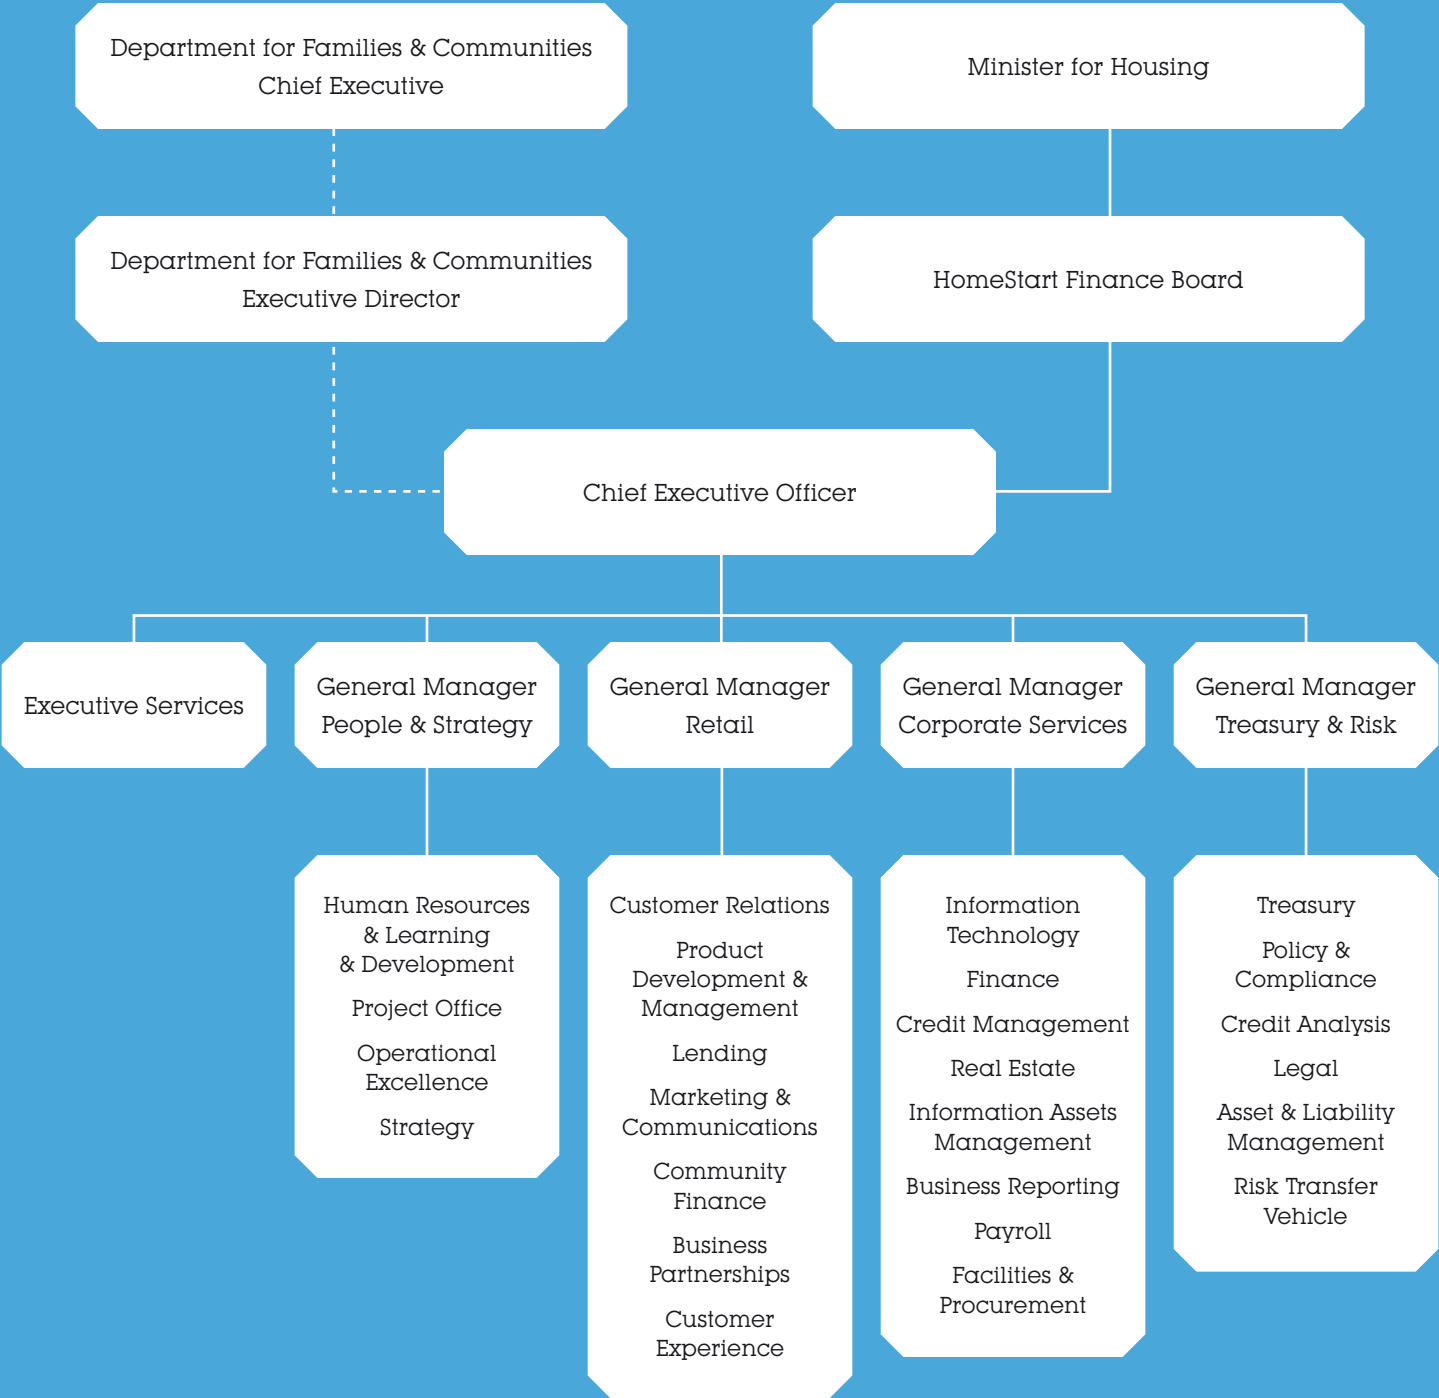 Department for Families & Communities
Chief Executive
Minister for Housing
Department for Families & Communities
Executive Director
HomeStart Finance Board
Chief Executive Officer
Executive Services
General Manager
People & Strategy
General Manager
Retail
General Manager
Corporate Services
General Manager
Treasury & Risk
Human Resources
& Learning
& Development
Project Office
Operational
Excellence
Strategy
Customer Relations
Product
Development &
Management
Lending
Marketing &
Communications
Community
Finance
Business
Partnerships
Customer
Experience
Information
Technology
Finance
Credit Management
Real Estate
Information Assets
Management
Business Reporting
Payroll
Facilities &
Procurement
Treasury
Policy &
Compliance
Credit Analysis
Legal
Asset & Liability
Management
Risk Transfer
Vehicle